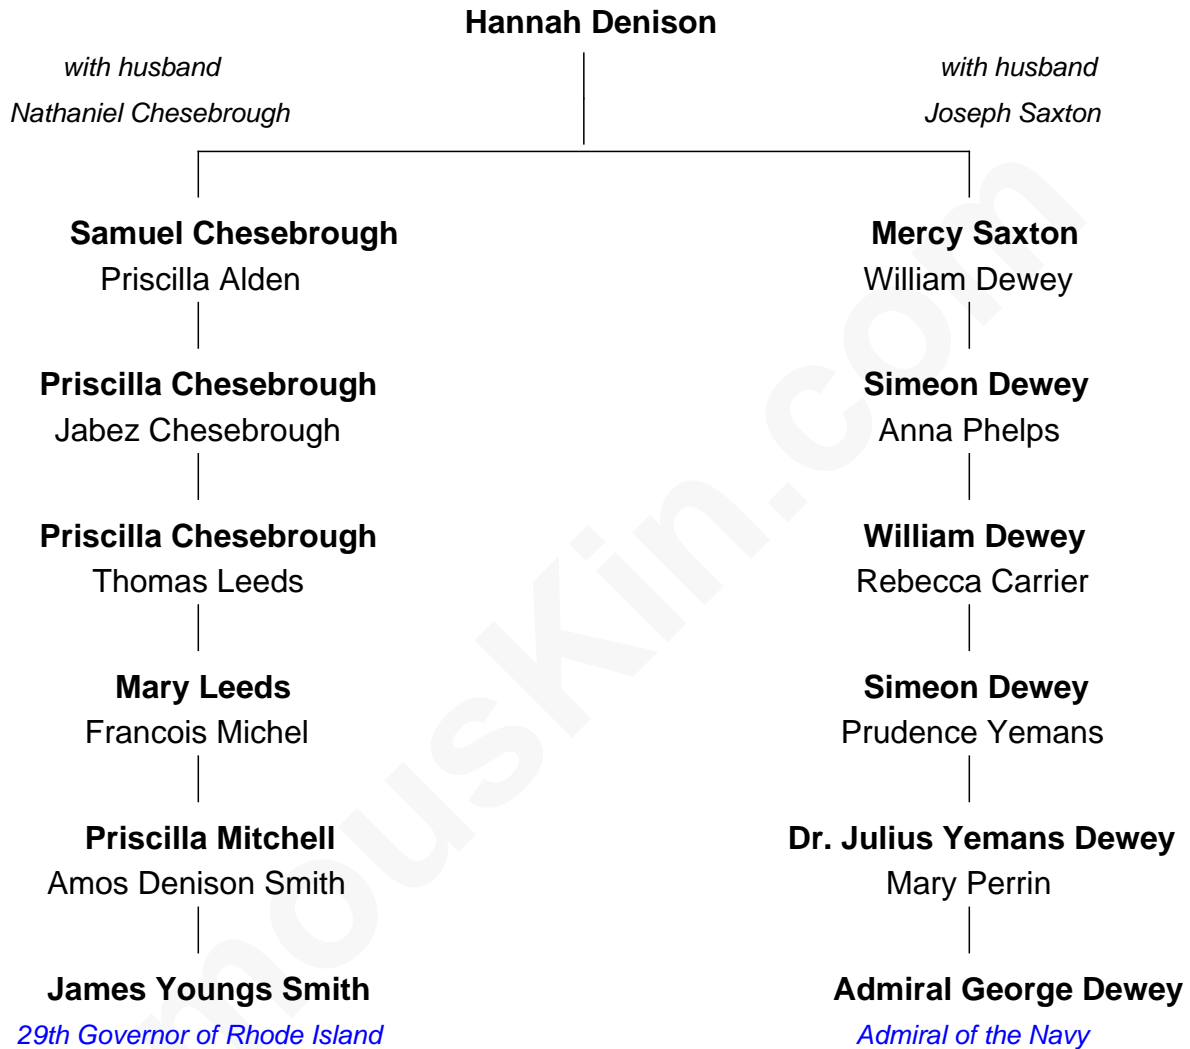 Hannah Denison
with husband
Nathaniel Chesebrough
with husband
Joseph Saxton
Samuel Chesebrough
Priscilla Alden
Mercy Saxton
William Dewey
Priscilla Chesebrough
Jabez Chesebrough
Simeon Dewey
Anna Phelps
Priscilla Chesebrough
Thomas Leeds
William Dewey
Rebecca Carrier
Mary Leeds
Francois Michel
Simeon Dewey
Prudence Yemans
Priscilla Mitchell
Amos Denison Smith
Dr. Julius Yemans Dewey
Mary Perrin
James Youngs Smith
29th Governor of Rhode Island
Admiral George Dewey
Admiral of the Navy
mousKin.com